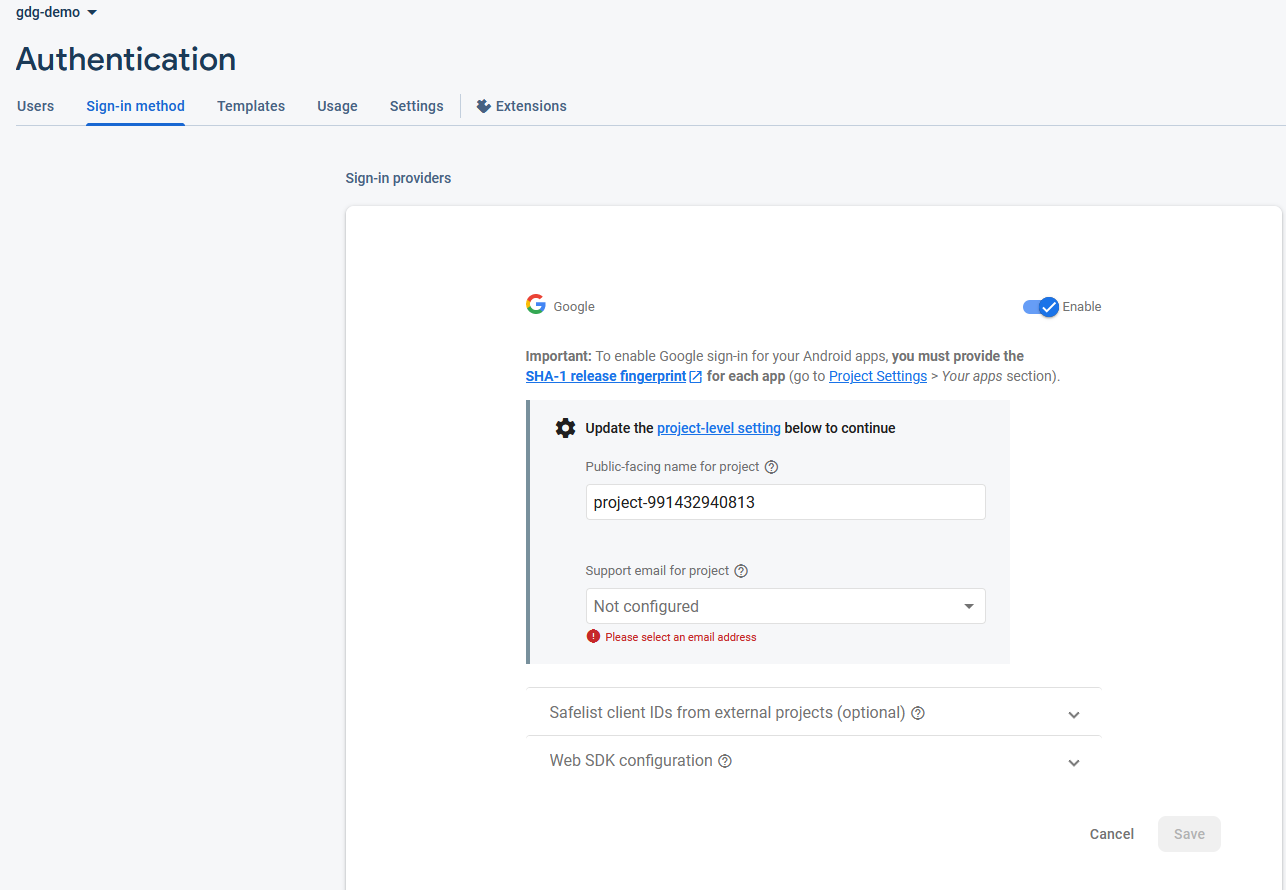 gdg-demo
Authentication
Users Sign-in method Templates Usage Settings Extensions
Sign-in providers
Google Enable
Important: To enable Google sign-in for your Android apps, you must provide the
SHA-1 release fingerprint for each app (go to Project Settings > Your apps section).
Update the project-level setting below to continue
Public-facing name for project
project-991432940813
Support email for project
Not configured
Please select an email address
Safelist client IDs from external projects (optional)
Web SDK configuration
Cancel Save